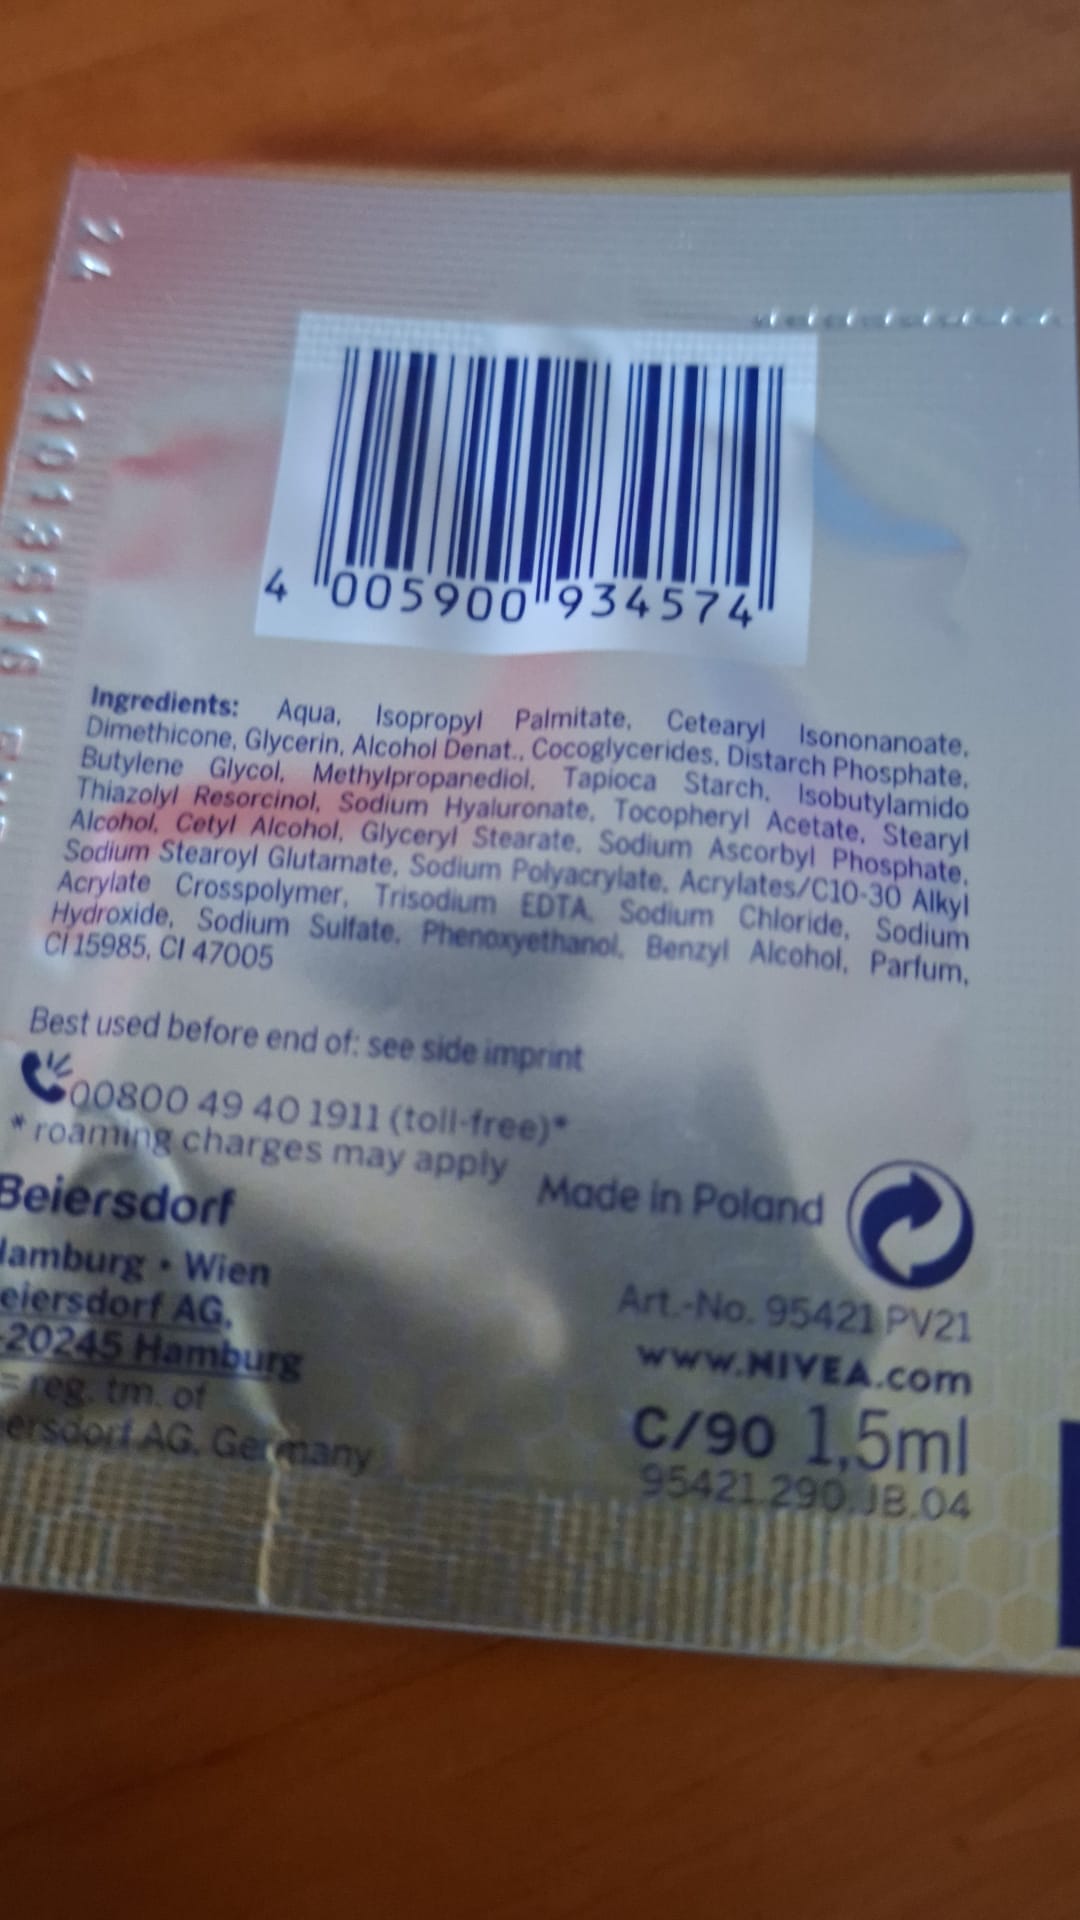 4 005900 934574
Ingredients: Aqua, Isopropyl Palmitate, Cetearyl Isononanoate,
Dimethicone, Glycerin, Alcohol Denat., Cocoglycerides, Distarch Phosphate,
Butylene Glycol, Methylpropanediol, Tapioca Starch, Isobutylamido
Thiazolyl Resorcinol, Sodium Hyaluronate, Tocopheryl Acetate, Stearyl
Alcohol, Cetyl Alcohol, Glyceryl Stearate, Sodium Ascorbyl Phosphate,
Sodium Stearoyl Glutamate, Sodium Polyacrylate, Acrylates/C10-30 Alkyl
Acrylate Crosspolymer, Trisodium EDTA, Sodium Chloride, Sodium
Hydroxide, Sodium Sulfate, Phenoxyethanol, Benzyl Alcohol, Parfum,
CI 15985, CI 47005
Best used before end of: see side imprint
00800 49 40 1911 (toll-free)*
* roaming charges may apply
Made in Poland
Beiersdorf
Hamburg • Wien
eiersdorf AG,
-20245 Hamburg
= reg. tm. of
ersdorf AG, Germany
Art.-No. 95421 PV21
www.NIVEA.com
C/90 1,5ml
95421.290.JB.04